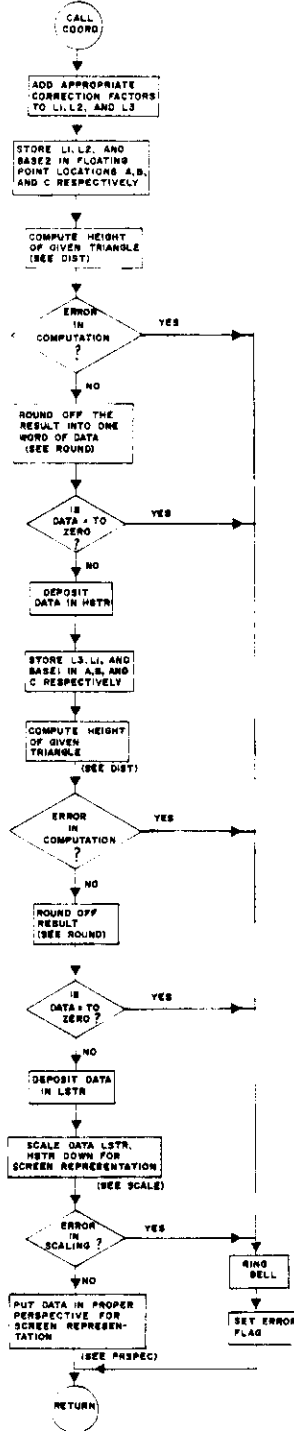 CALL
COORD
ADD APPROPRIATE
CORRECTION FACTORS
TO L1, L2, AND L3
STORE L1, L2, AND
BASE2 IN FLOATING
POINT LOCATIONS A,B,
AND C RESPECTIVELY
COMPUTE HEIGHT
OF GIVEN TRIANGLE
(SEE DIST)
ERROR
IN
COMPUTATION
?
YES
NO
ROUND OFF THE
RESULT INTO ONE
WORD OF DATA
(SEE ROUND)
IS
DATA = TO
ZERO
?
YES
NO
DEPOSIT
DATA IN HSTR
STORE L3, L1, AND
BASE1 IN A,B, AND
C RESPECTIVELY
COMPUTE HEIGHT
OF GIVEN
TRIANGLE
(SEE DIST)
ERROR
IN
COMPUTATION
?
YES
NO
ROUND OFF
RESULT
(SEE ROUND)
IS
DATA = TO
ZERO ?
YES
NO
DEPOSIT DATA
IN LSTR
SCALE DATA LSTR,
HSTR DOWN FOR
SCREEN REPRESENTATION
(SEE SCALE)
ERROR
IN
SCALING ?
YES
NO
RING
BELL
PUT DATA IN PROPER
PERSPECTIVE FOR
SCREEN REPRESEN-
TATION
SET ERROR
FLAG
(SEE PRSPEC)
RETURN